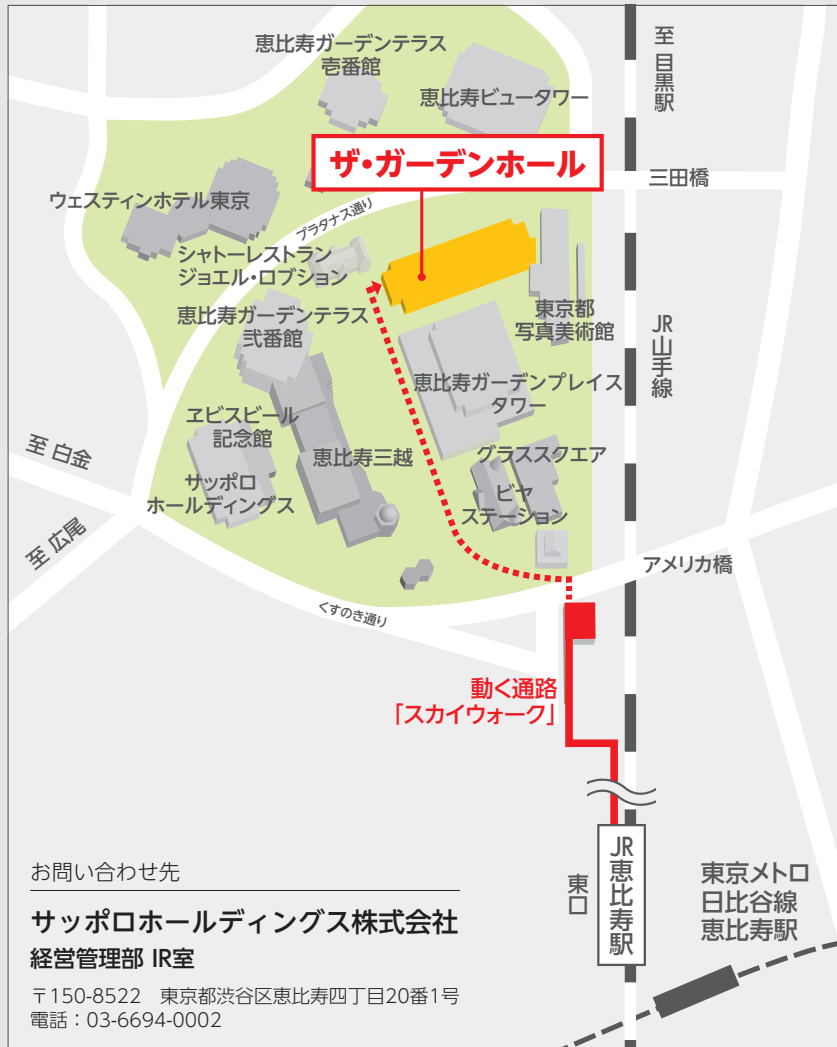 恵比寿ガーデンテラス
壱番館
恵比寿ビュータワー
至 目黒駅
ザ・ガーデンホール
三田橋
ウェスティンホテル東京
プラタナス通り
シャトーレストラン
ジョエル・ロブション
恵比寿ガーデンテラス
弐番館
東京都
写真美術館
JR山手線
恵比寿ガーデンプレイス
タワー
ヱビスビール
記念館
恵比寿三越
グラススクエア
至 白金
サッポロ
ホールディングス
ビヤ
ステーション
至 広尾
アメリカ橋
くすのき通り
動く通路
「スカイウォーク」
JR恵比寿駅
東口
東京メトロ
日比谷線
恵比寿駅
お問い合わせ先
サッポロホールディングス株式会社
経営管理部 IR室
〒150-8522 東京都渋谷区恵比寿四丁目20番1号
電話：03-6694-0002